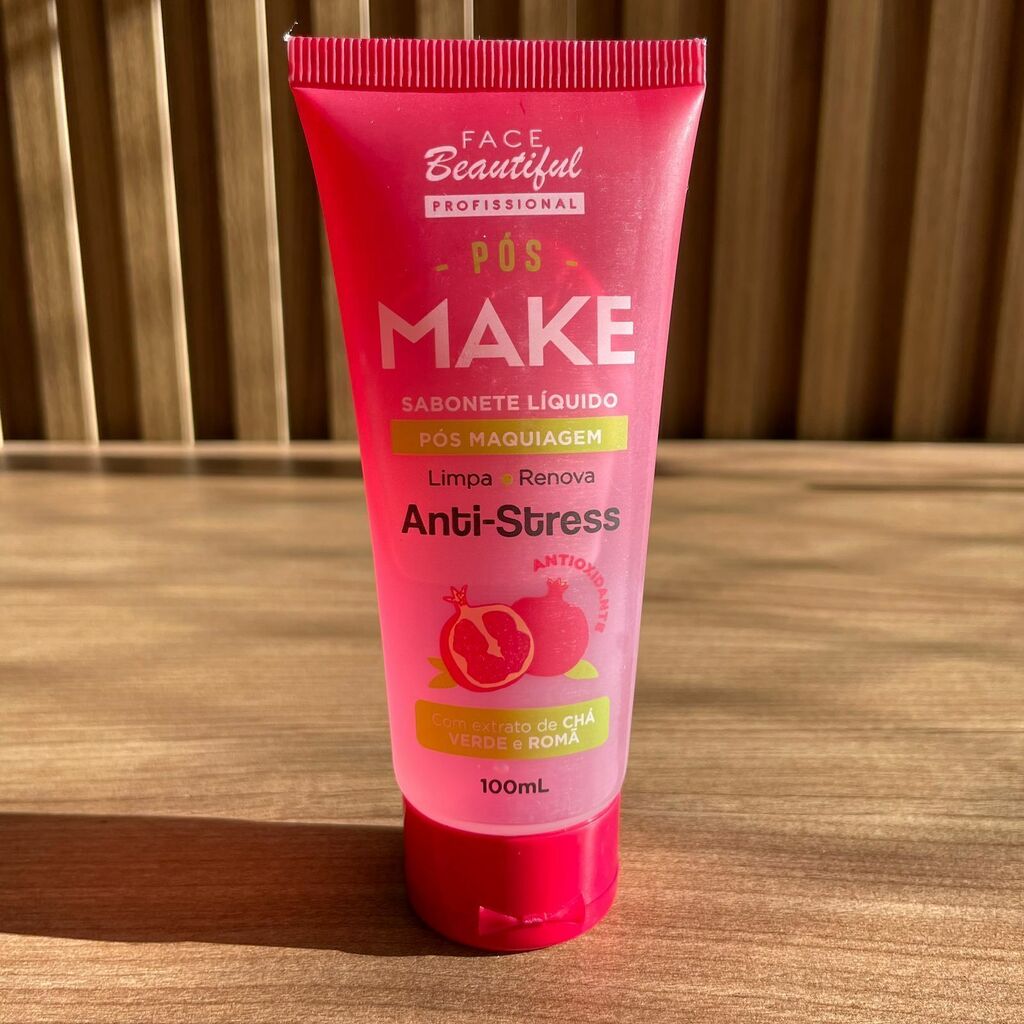 FACE
Beautiful
PROFISSIONAL
- PÓS -
MAKE
SABONETE LÍQUIDO
PÓS MAQUIAGEM
Limpa • Renova
Anti-Stress
ANTIOXIDANTE
Com extrato de CHÁ
VERDE e ROMÃ
100mL